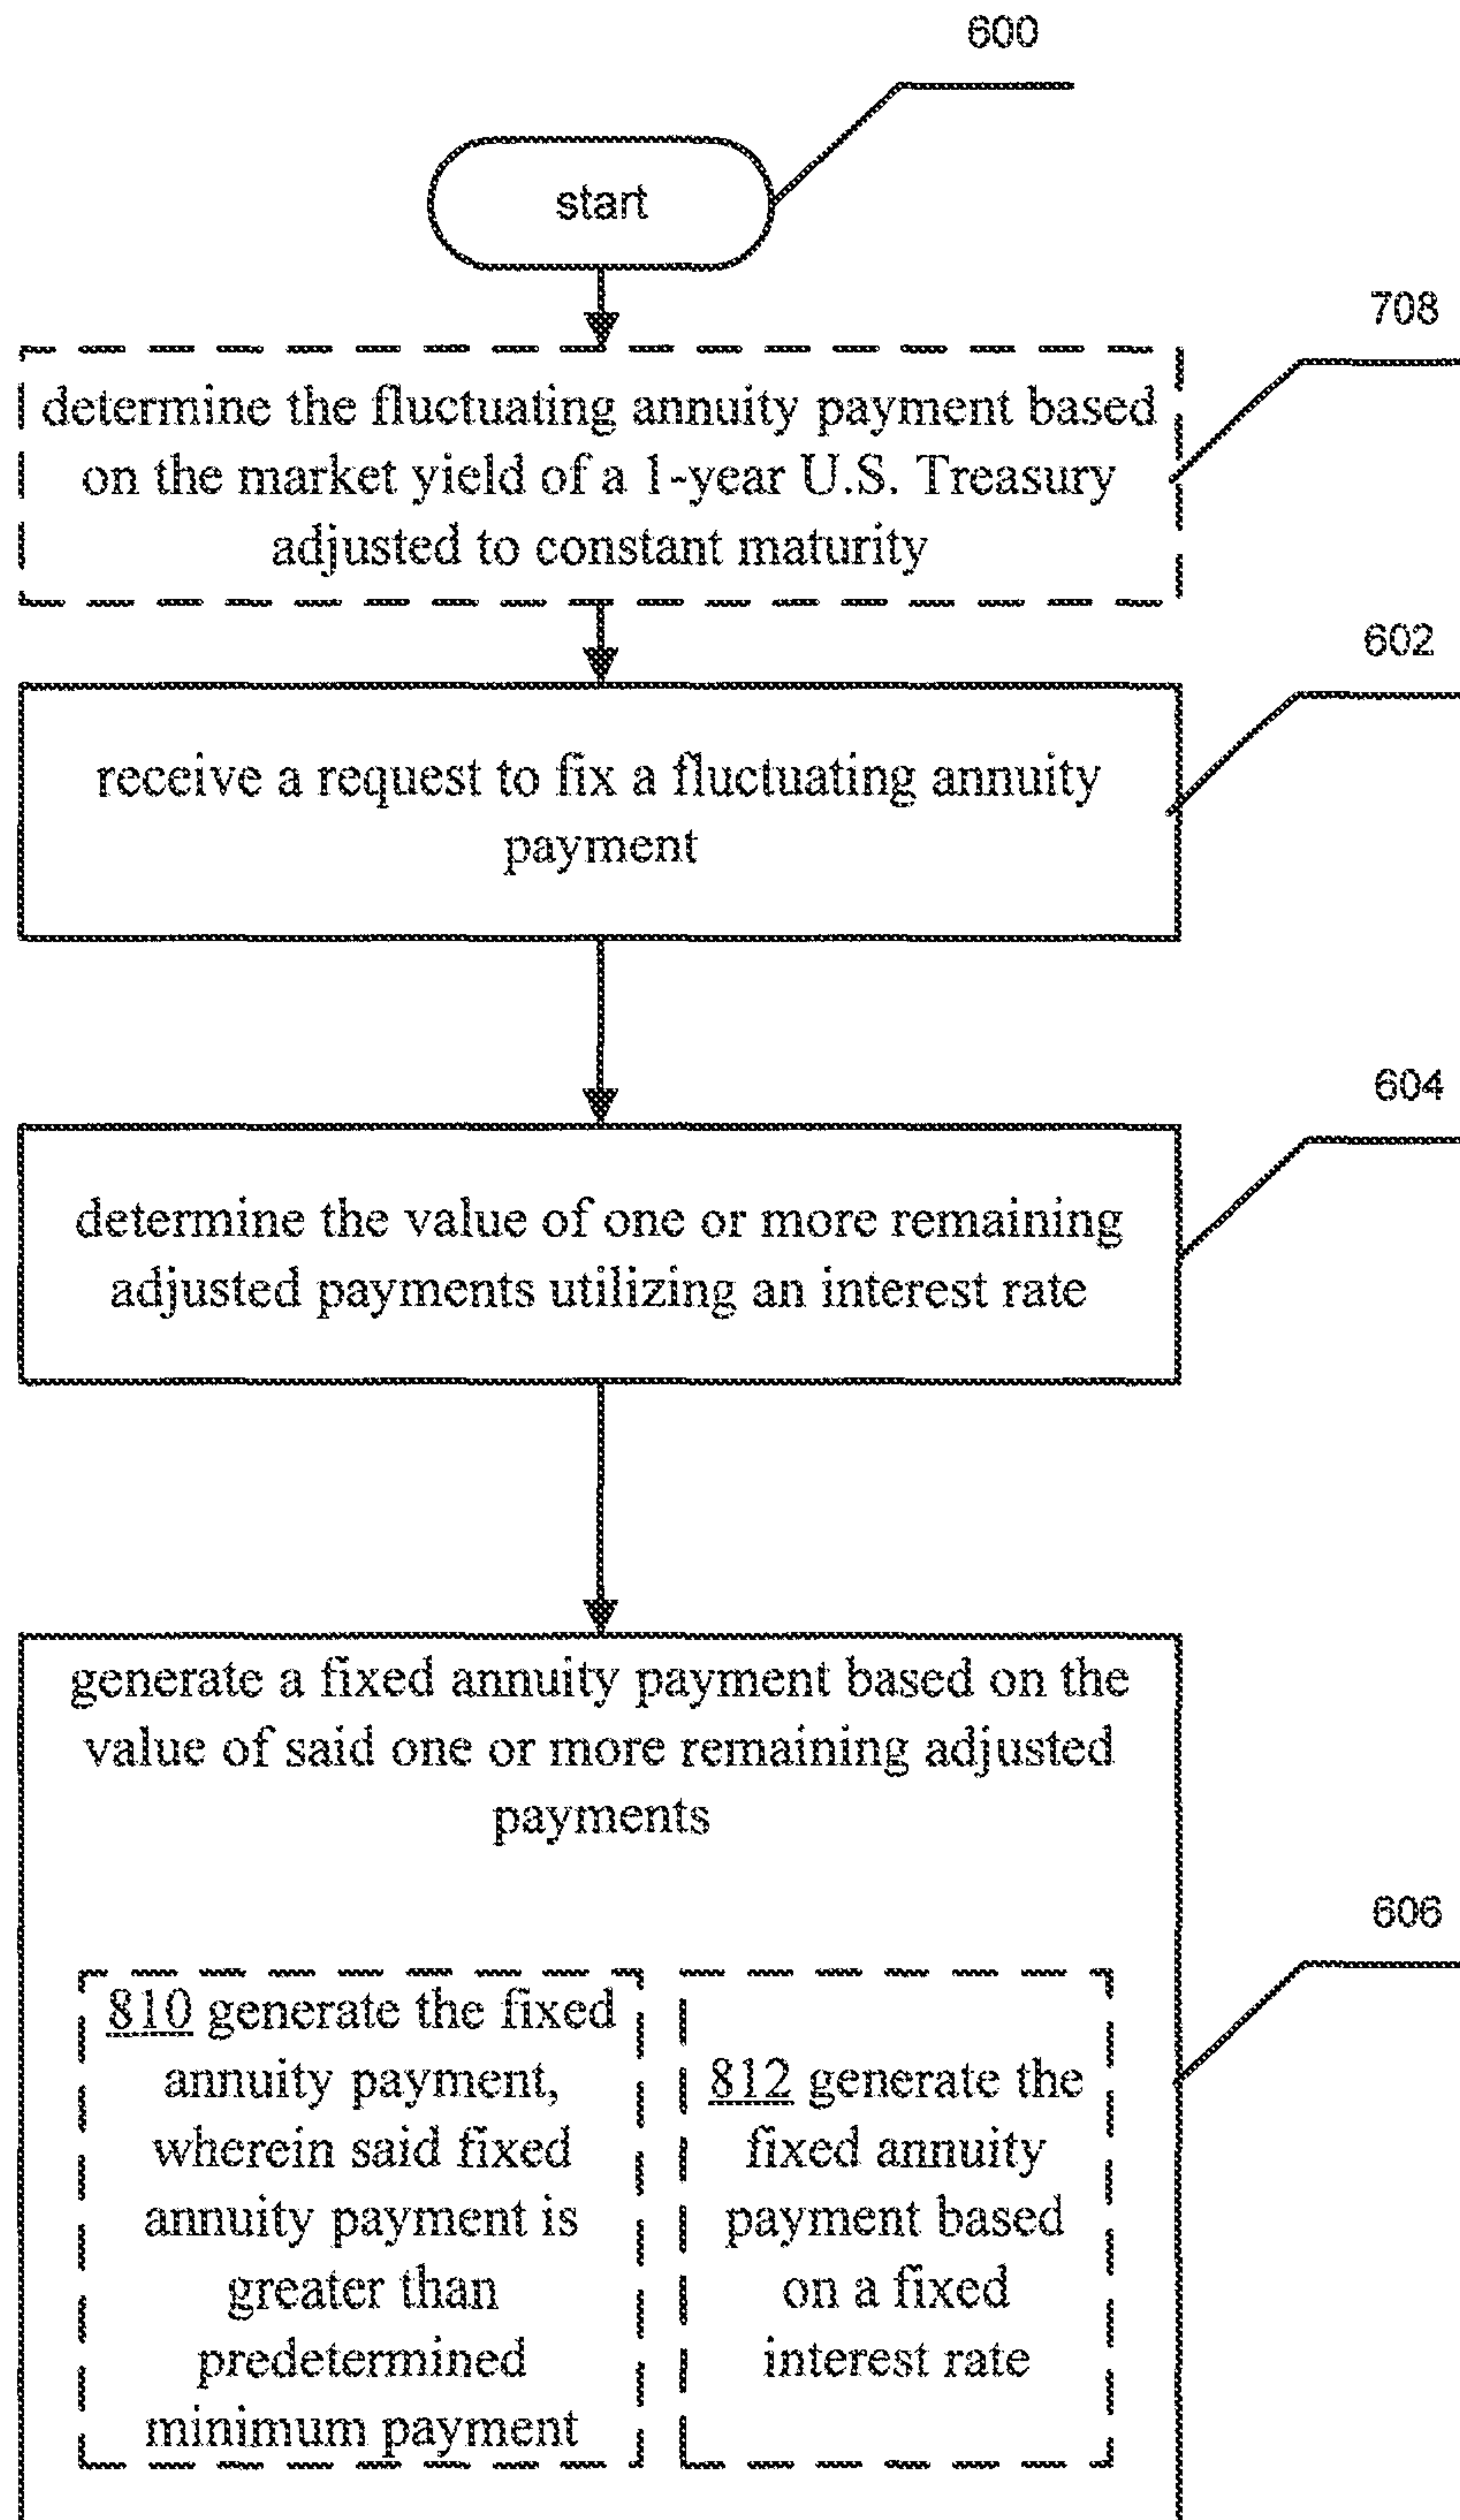 600
start
708
determine the fluctuating annuity payment based
on the market yield of a 1-year U.S. Treasury
adjusted to constant maturity
602
receive a request to fix a fluctuating annuity
payment
604
determine the value of one or more remaining
adjusted payments utilizing an interest rate
generate a fixed annuity payment based on the
value of said one or more remaining adjusted
payments
606
810 generate the fixed
annuity payment,
wherein said fixed
annuity payment is
greater than
predetermined
minimum payment
812 generate the
fixed annuity
payment based
on a fixed
interest rate